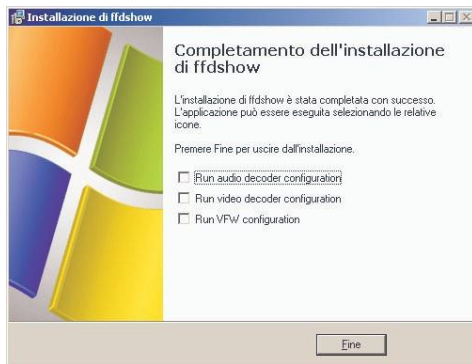 Installazione di ffdshow
Completamento dell'installazione
di ffdshow
L'installazione di ffdshow è stata completata con successo.
L'applicazione può essere eseguita selezionando le relative
icone.
Premere Fine per uscire dall'installazione.
Run audio decoder configuration
Run video decoder configuration
Run VFW configuration
Fine